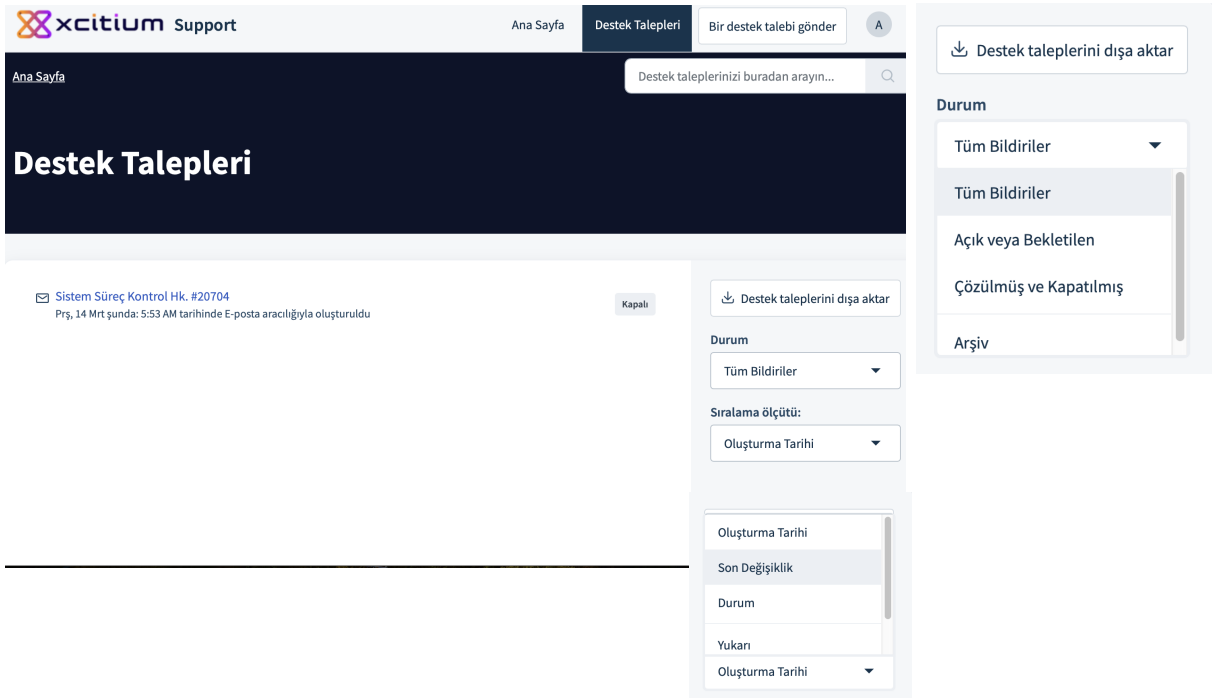 xcitium Support
Ana Sayfa
Destek Talepleri
Bir destek talebi gönder
A
Ana Sayfa
Destek taleplerinizi buradan arayın...
Destek Talepleri
Sistem Süreç Kontrol Hk. #20704
Prş, 14 Mrt şunda: 5:53 AM tarihinde E-posta aracılığıyla oluşturuldu
Kapalı
Destek taleplerini dışa aktar
Durum
Tüm Bildiriler
Sıralama ölçütü:
Oluşturma Tarihi
Oluşturma Tarihi
Son Değişiklik
Durum
Yukarı
Oluşturma Tarihi
Destek taleplerini dışa aktar
Durum
Tüm Bildiriler
Tüm Bildiriler
Açık veya Bekletilen
Çözülmüş ve Kapatılmış
Arşiv